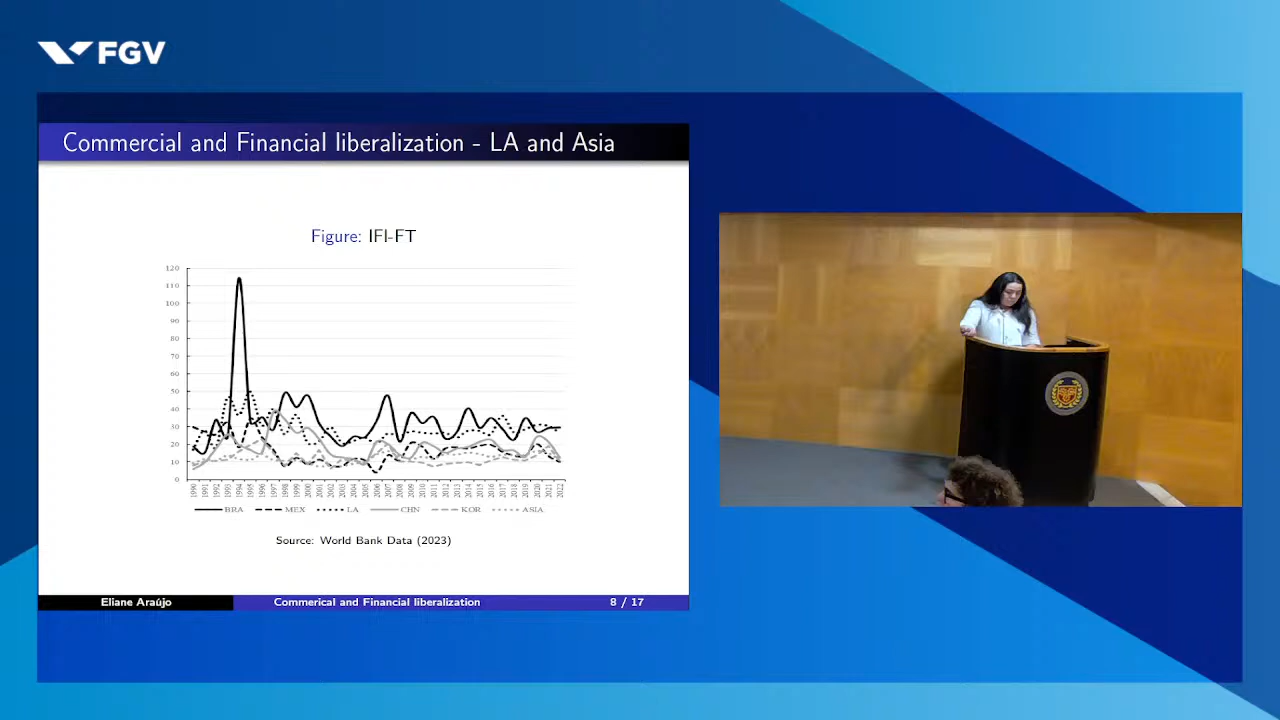 FGV
Commercial and Financial liberalization - LA and Asia
Figure: IFI-FT
120
110
100
90
80
70
60
50
40
30
20
10
0
1990 1991 1992 1993 1994 1995 1996 1997 1998 1999 2000 2001 2002 2003 2004 2005 2006 2007 2008 2009 2010 2011 2012 2013 2014 2015 2016 2017 2018 2019 2020 2021 2022
BRA MEX LA CHN KOR ASIA
Source: World Bank Data (2023)
Eliane Araújo Commerical and Financial liberalization 8 / 17